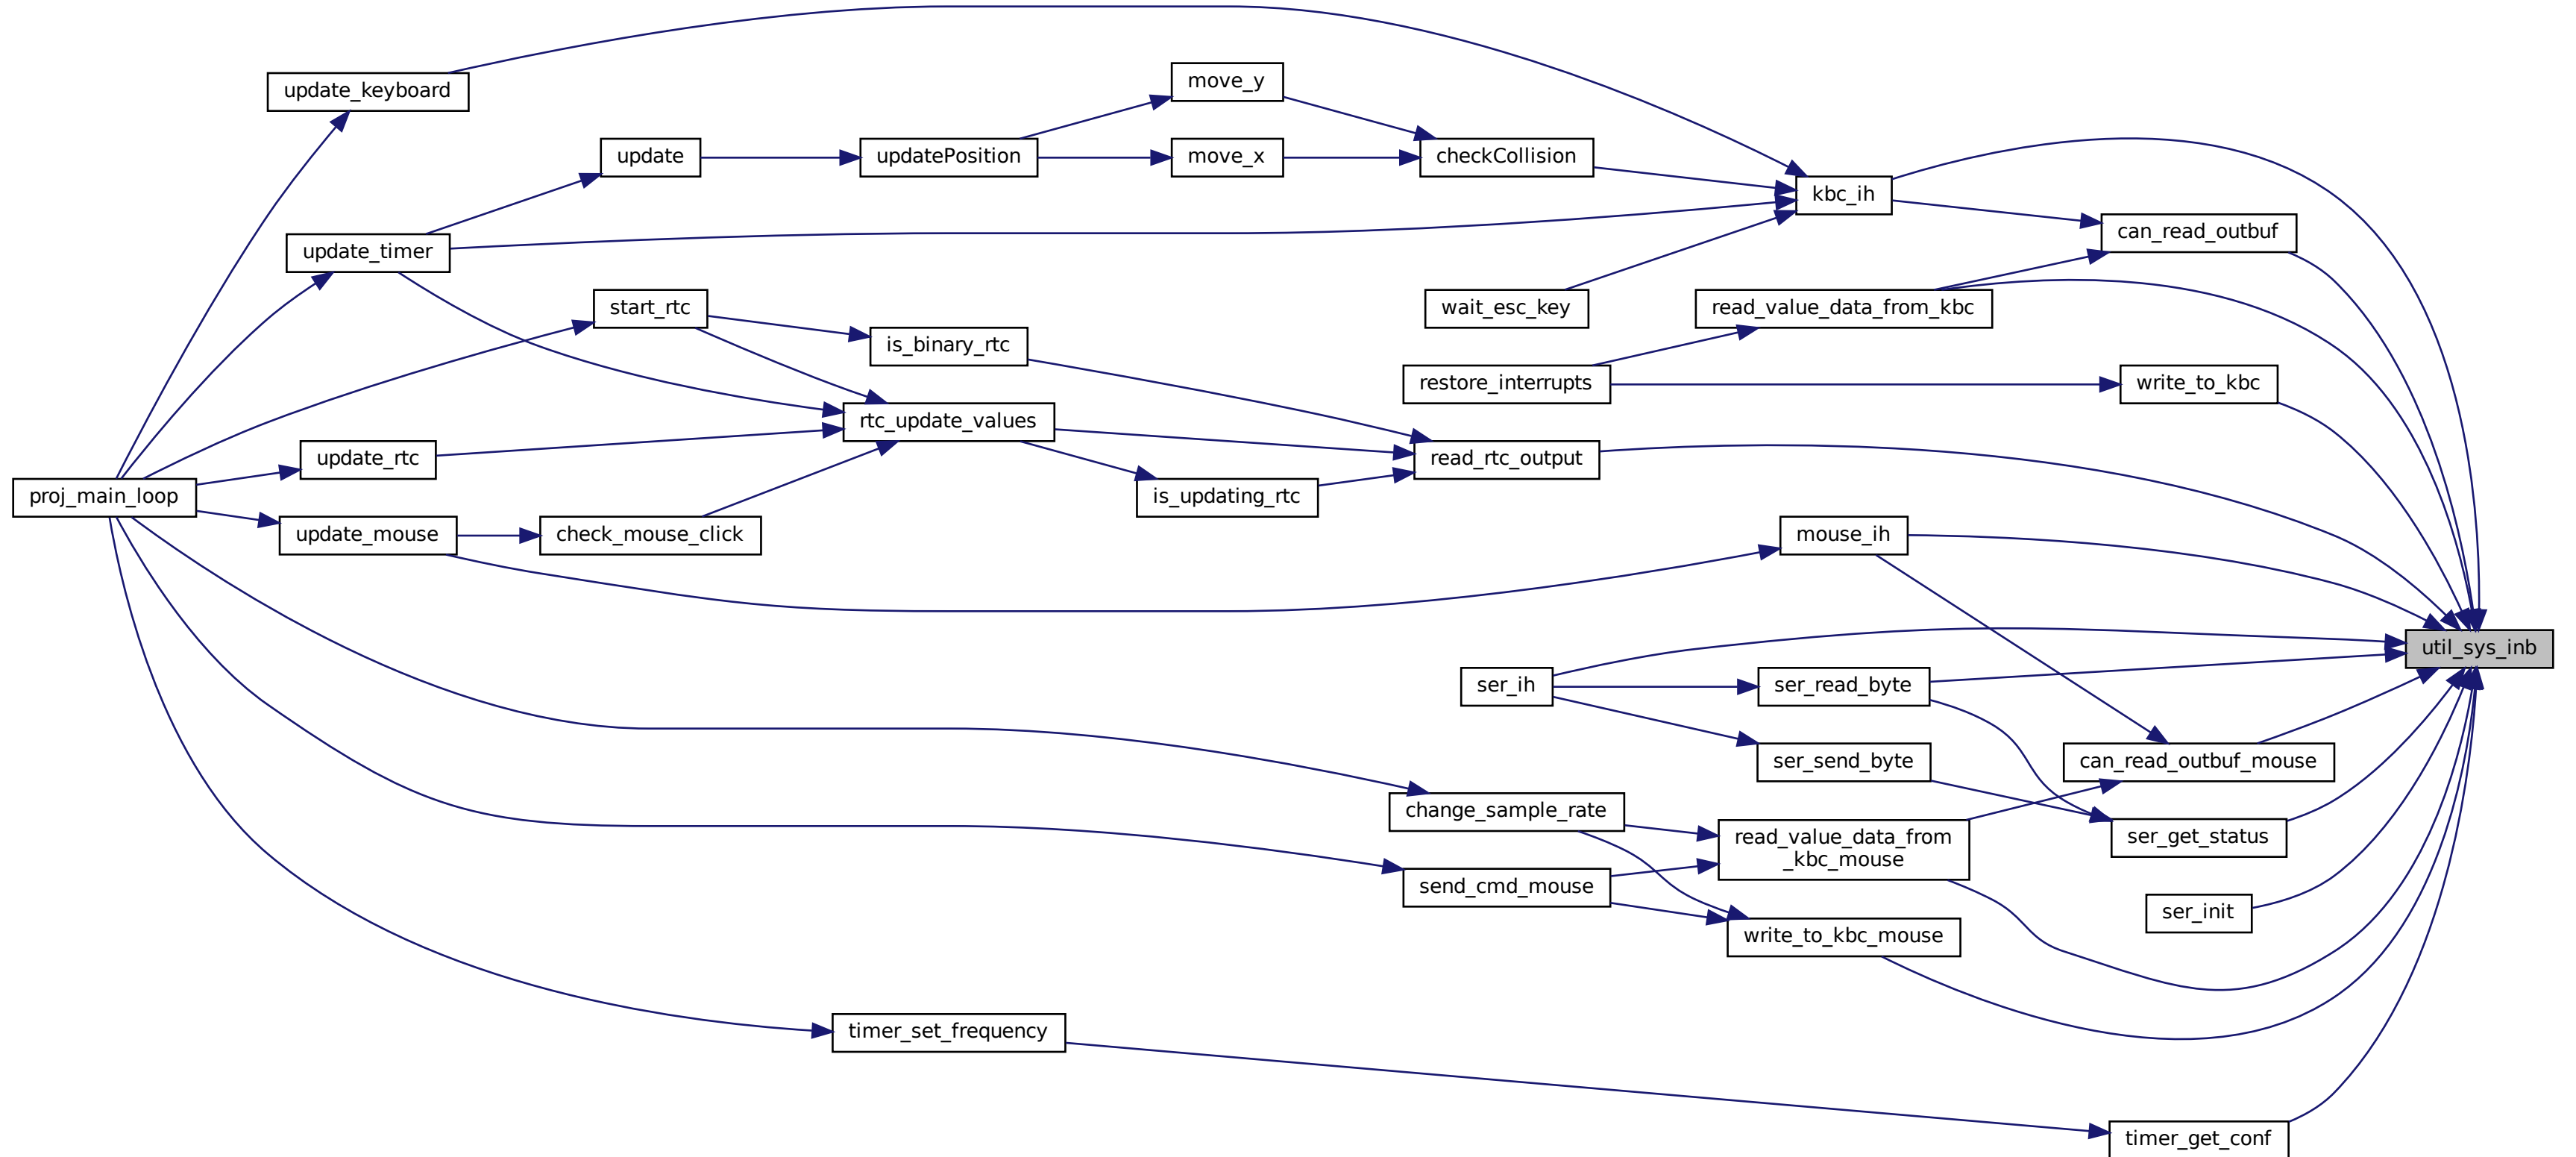 move_y
update_keyboard
update
updatePosition
move_x
checkCollision
kbc_ih
can_read_outbuf
update_timer
start_rtc
wait_esc_key
read_value_data_from_kbc
is_binary_rtc
restore_interrupts
write_to_kbc
rtc_update_values
update_rtc
read_rtc_output
proj_main_loop
is_updating_rtc
update_mouse
check_mouse_click
mouse_ih
util_sys_inb
ser_ih
ser_read_byte
ser_send_byte
can_read_outbuf_mouse
change_sample_rate
read_value_data_from
_kbc_mouse
ser_get_status
send_cmd_mouse
ser_init
write_to_kbc_mouse
timer_set_frequency
timer_get_conf